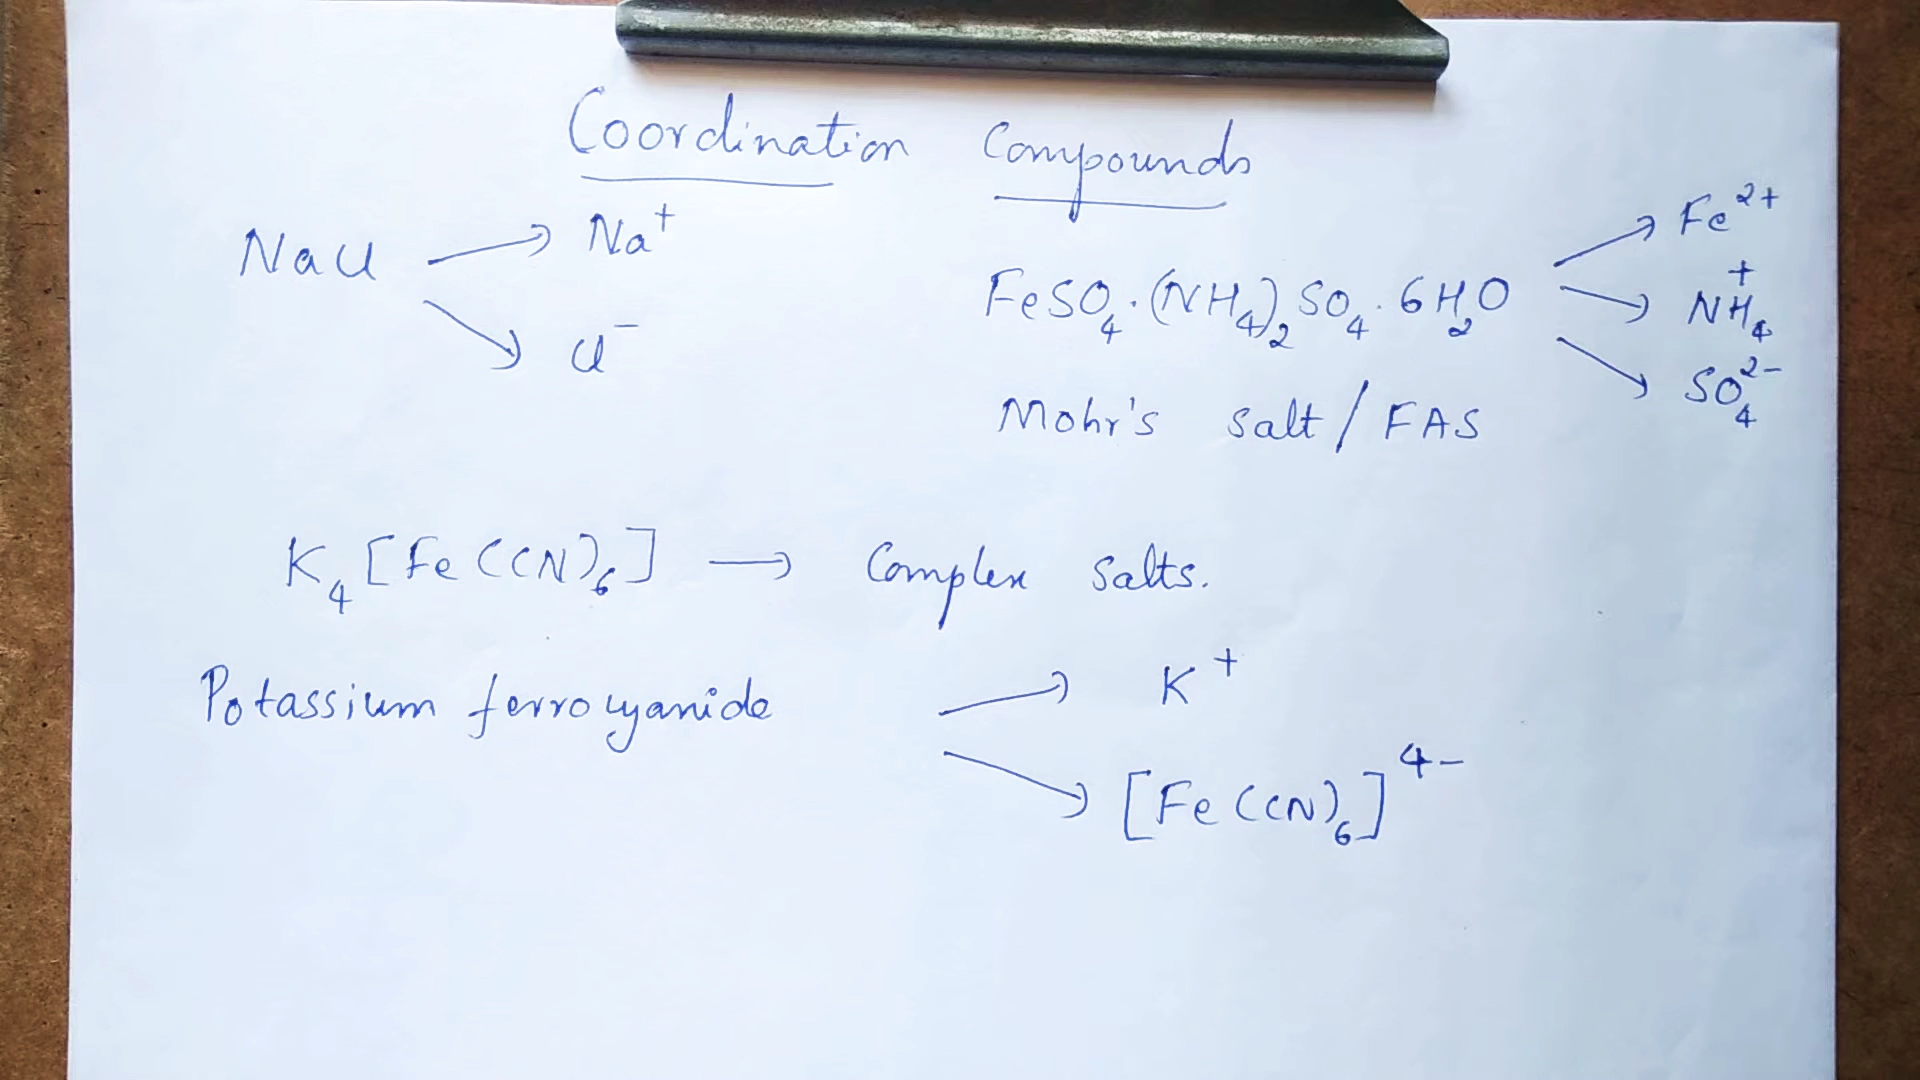 Coordination Compounds
NaCl → Na⁺
→ Cl⁻
FeSO₄·(NH₄)₂SO₄·6H₂O → Fe²⁺
→ NH₄⁺
→ SO₄²⁻
Mohr's salt / FAS
K₄[Fe(CN)₆] → Complex salts.
Potassium ferrocyanide → K⁺
→ [Fe(CN)₆]⁴⁻